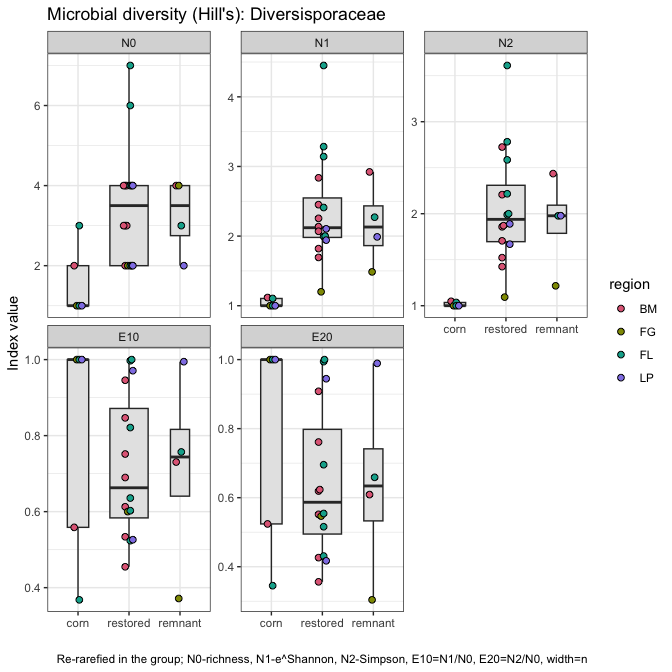 Microbial diversity (Hill's): Diversisporaceae
N0
N1
N2
6
4
2
4
3
2
1
3
2
1
corn restored remnant
Index value
region
BM
FG
FL
LP
E10
E20
1.0
0.8
0.6
0.4
1.0
0.8
0.6
0.4
corn restored remnant
corn restored remnant
Re-rarefied in the group; N0-richness, N1-e^Shannon, N2-Simpson, E10=N1/N0, E20=N2/N0, width=n